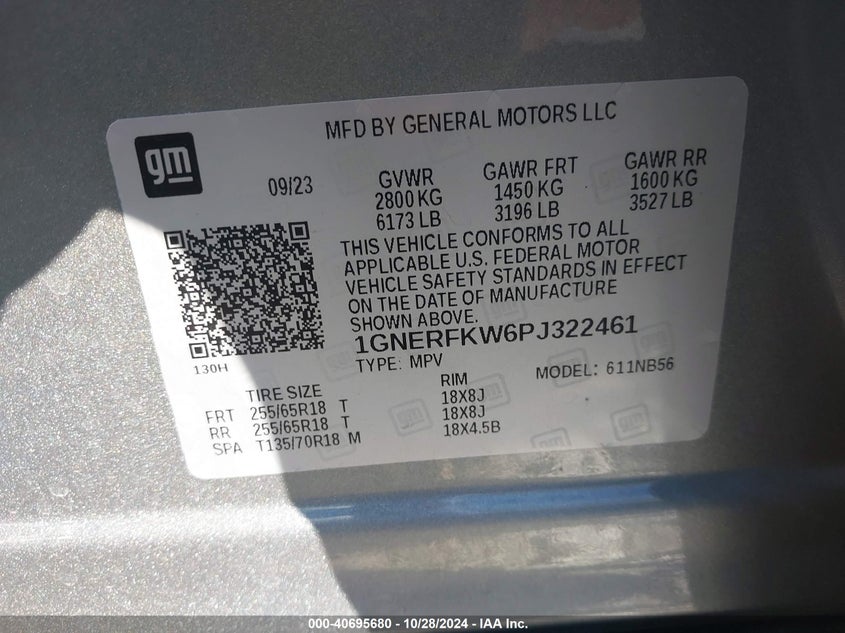 MFD BY GENERAL MOTORS LLC
gm
09/23
GVWR
2800 KG
6173 LB
GAWR FRT
1450 KG
3196 LB
GAWR RR
1600 KG
3527 LB
THIS VEHICLE CONFORMS TO ALL
APPLICABLE U.S. FEDERAL MOTOR
VEHICLE SAFETY STANDARDS IN EFFECT
ON THE DATE OF MANUFACTURE
SHOWN ABOVE.
1GNERFKW6PJ322461
130H
TYPE: MPV
MODEL: 611NB56
TIRE SIZE RIM
FRT 255/65R18 T 18X8J
RR 255/65R18 T 18X8J
SPA T135/70R18 M 18X4.5B
000-40695680 - 10/28/2024 - IAA Inc.